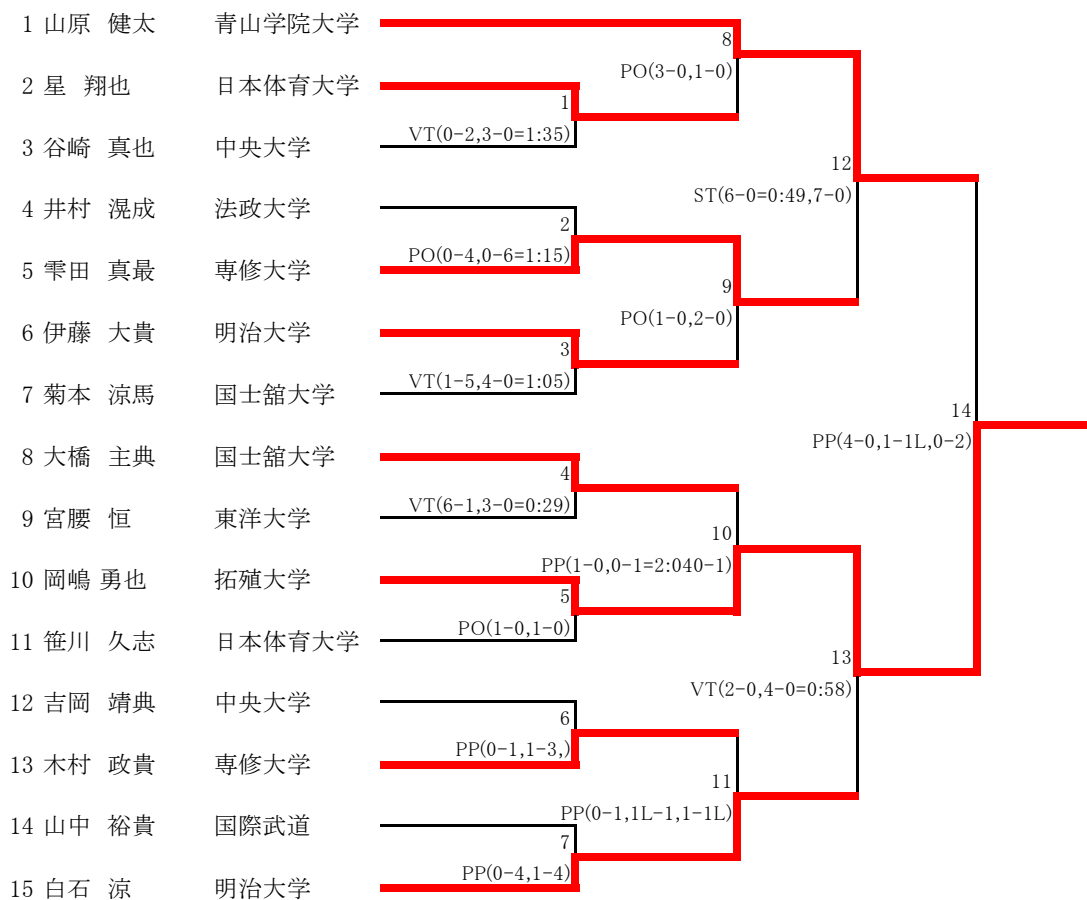 1 山原 健太 青山学院大学
8
PO(3-0,1-0)
2 星 翔也 日本体育大学
1
VT(0-2,3-0=1:35)
3 谷崎 真也 中央大学
12
ST(6-0=0:49,7-0)
4 井村 滉成 法政大学
2
PO(0-4,0-6=1:15)
5 雫田 真最 専修大学
9
PO(1-0,2-0)
6 伊藤 大貴 明治大学
3
VT(1-5,4-0=1:05)
7 菊本 涼馬 国士舘大学
14
PP(4-0,1-1L,0-2)
8 大橋 主典 国士舘大学
4
VT(6-1,3-0=0:29)
9 宮腰 恒 東洋大学
10
PP(1-0,0-1=2:040-1)
10 岡嶋 勇也 拓殖大学
5
PO(1-0,1-0)
11 笹川 久志 日本体育大学
13
VT(2-0,4-0=0:58)
12 吉岡 靖典 中央大学
6
PP(0-1,1-3,)
13 木村 政貴 専修大学
11
PP(0-1,1L-1,1-1L)
14 山中 裕貴 国際武道
7
PP(0-4,1-4)
15 白石 涼 明治大学